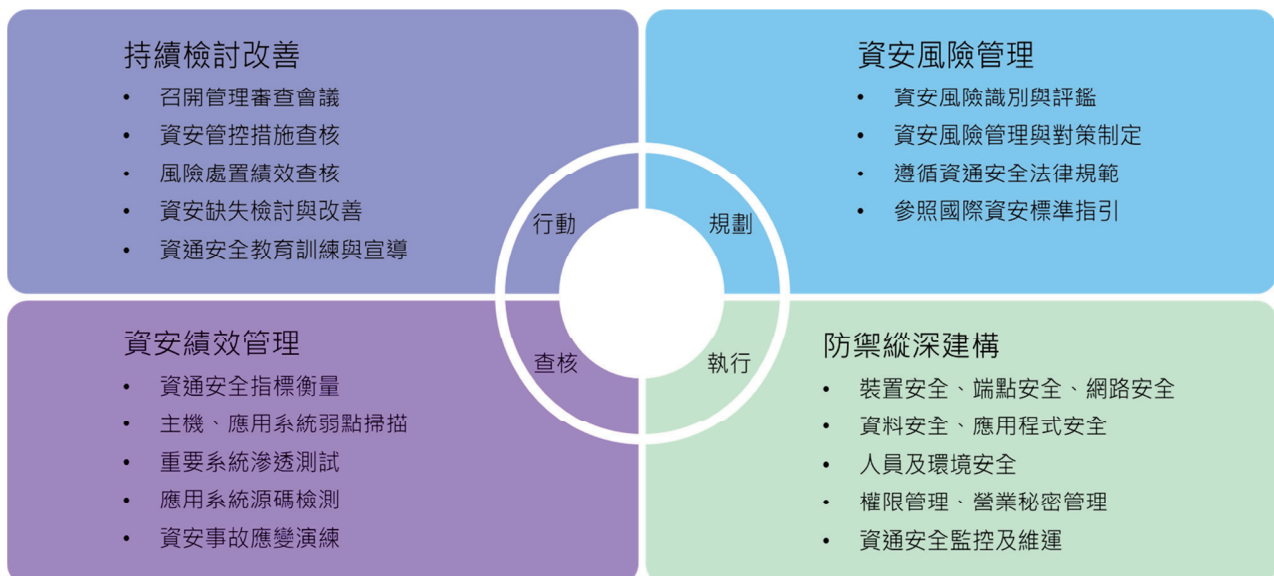 持續檢討改善
• 召開管理審查會議
• 資安管控措施查核
• 風險處置績效查核
• 資安缺失檢討與改善
• 資通安全教育訓練與宣導
資安風險管理
• 資安風險識別與評鑑
• 資安風險管理與對策制定
• 遵循資通安全法律規範
• 參照國際資安標準指引
行動
規劃
查核
執行
資安績效管理
• 資通安全指標衡量
• 主機、應用系統弱點掃描
• 重要系統滲透測試
• 應用系統源碼檢測
• 資安事故應變演練
防禦縱深建構
• 裝置安全、端點安全、網路安全
• 資料安全、應用程式安全
• 人員及環境安全
• 權限管理、營業秘密管理
• 資通安全監控及維運